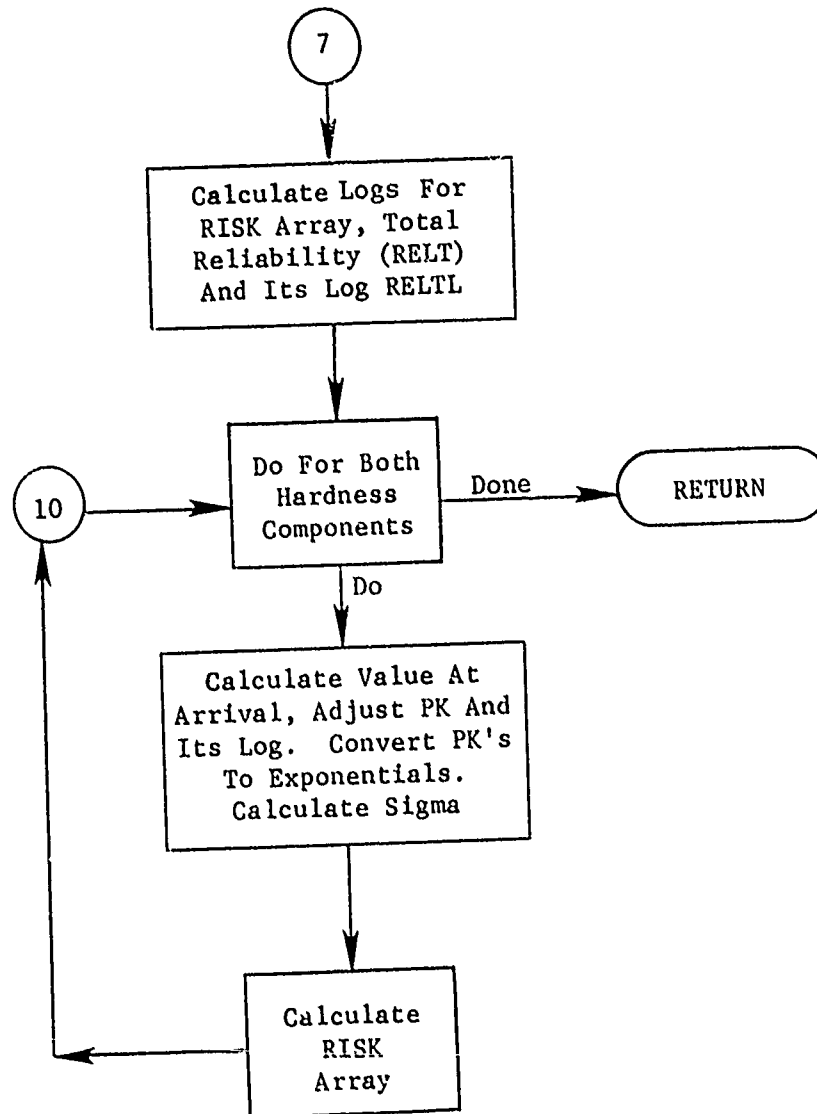 7
Calculate Logs For
RISK Array, Total
Reliability (RELT)
And Its Log RELTL
Do For Both
Hardness
Components
Done
RETURN
10
Do
Calculate Value At
Arrival, Adjust PK And
Its Log. Convert PK's
To Exponentials.
Calculate Sigma
Calculate
RISK
Array